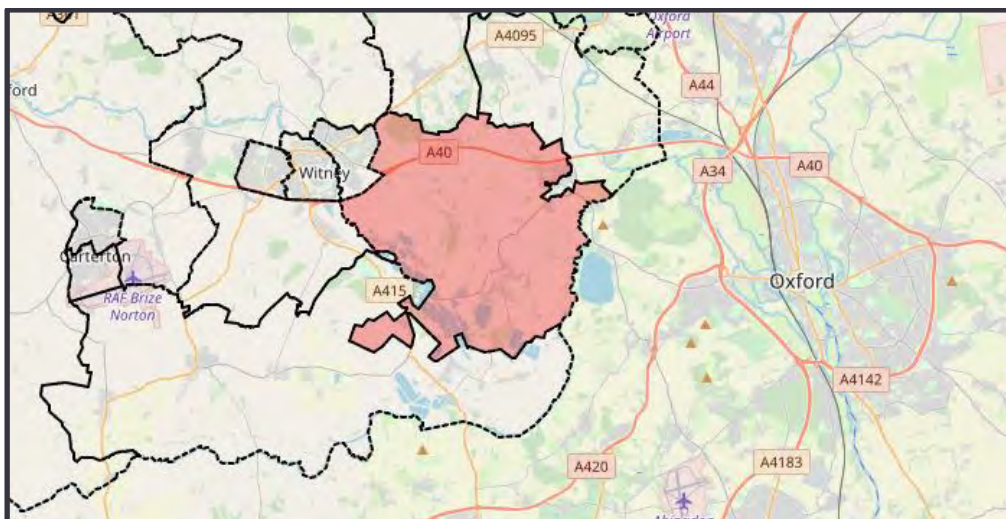 A361
A4095
Oxford
Airport
ford
A44
A40
A34
A40
Witney
Carterton
RAF Brize
Norton
A415
Oxford
A4142
A420
A4183
Abingdon